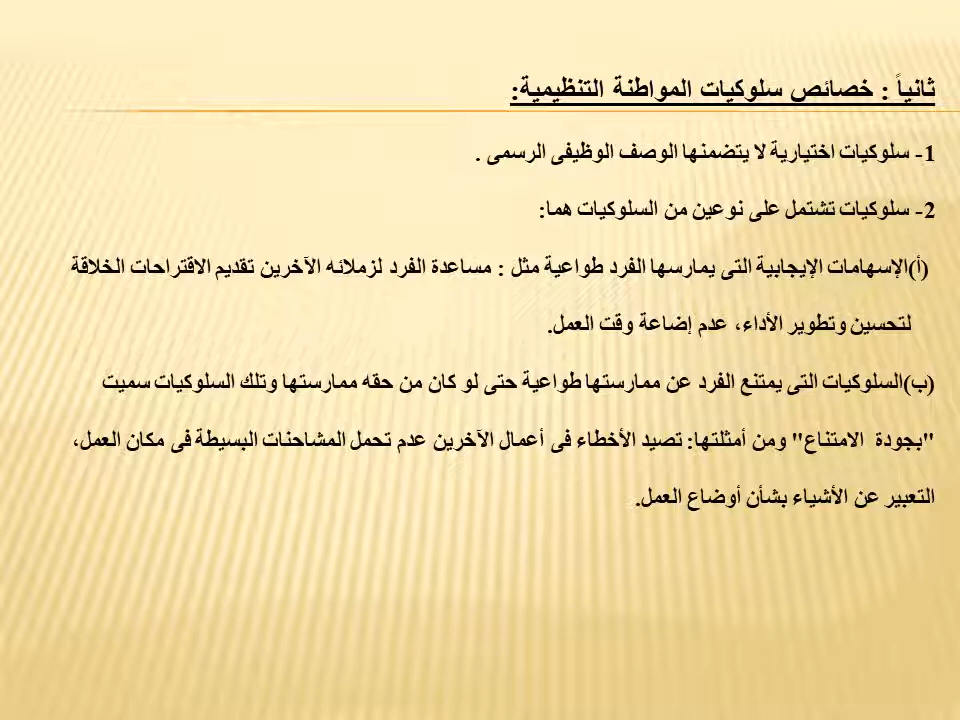 ثانياً : خصائص سلوكيات المواطنة التنظيمية:
1- سلوكيات اختيارية لا يتضمنها الوصف الوظيفى الرسمى .
2- سلوكيات تشتمل على نوعين من السلوكيات هما:
(أ)الإسهامات الإيجابية التى يمارسها الفرد طواعية مثل : مساعدة الفرد لزملائه الآخرين تقديم الاقتراحات الخلاقة
لتحسين وتطوير الأداء، عدم إضاعة وقت العمل.
(ب)السلوكيات التى يمتنع الفرد عن ممارستها طواعية حتى لو كان من حقه ممارستها وتلك السلوكيات سميت
"بجودة الامتناع" ومن أمثلتها: تصيد الأخطاء فى أعمال الآخرين عدم تحمل المشاحنات البسيطة فى مكان العمل،
التعبير عن الأشياء بشأن أوضاع العمل.